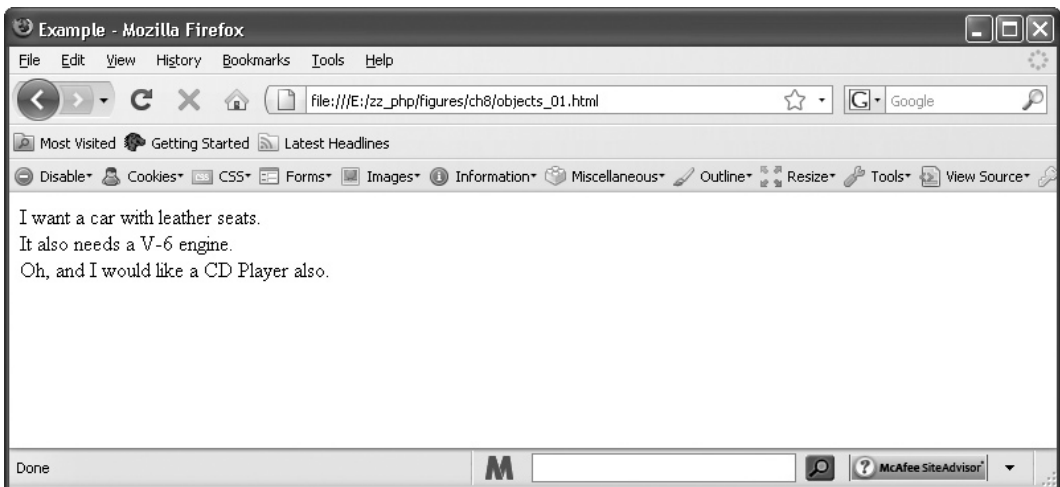 Example - Mozilla Firefox
File Edit View History Bookmarks Tools Help
file:///E:/zz_php/figures/ch8/objects_01.html G Google
Most Visited Getting Started Latest Headlines
Disable Cookies CSS Forms Images Information Miscellaneous Outline Resize Tools View Source
I want a car with leather seats.
It also needs a V-6 engine.
Oh, and I would like a CD Player also.
Done M ? McAfee SiteAdvisor